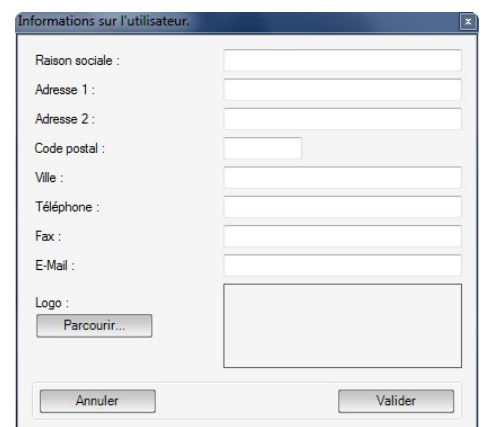 Informations sur l'utilisateur.
Raison sociale :
Adresse 1 :
Adresse 2 :
Code postal :
Ville :
Téléphone :
Fax :
E-Mail :
Logo :
Parcourir...
Annuler
Valider